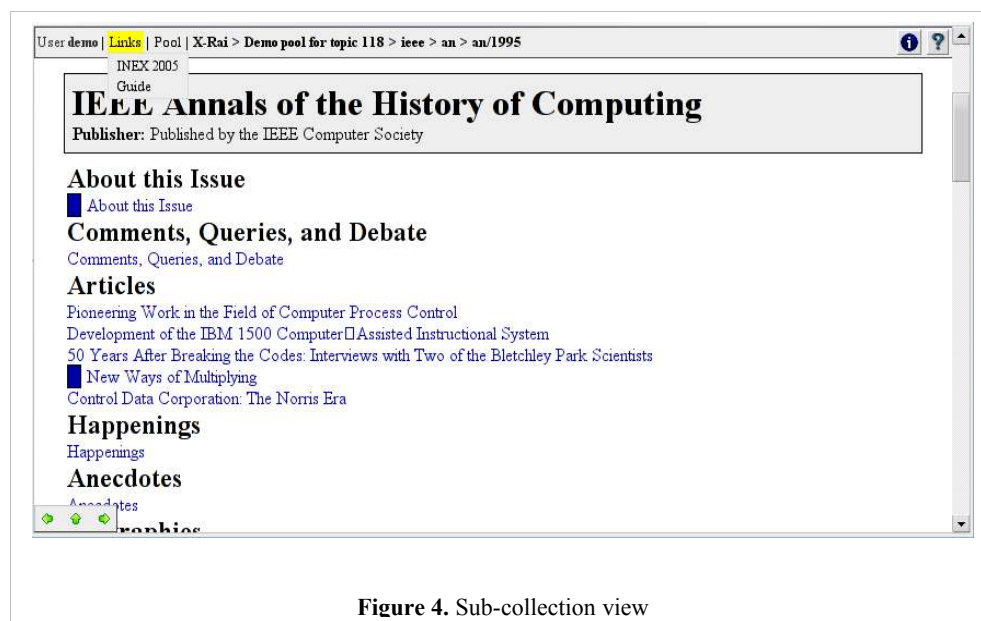 User demo | Links | Pool | X-Rai > Demo pool for topic 118 > ieee > an > an/1995
INEX 2005
Guide
IEEE Annals of the History of Computing
Publisher: Published by the IEEE Computer Society
About this Issue
About this Issue
Comments, Queries, and Debate
Comments, Queries, and Debate
Articles
Pioneering Work in the Field of Computer Process Control
Development of the IBM 1500 Computer□Assisted Instructional System
50 Years After Breaking the Codes: Interviews with Two of the Bletchley Park Scientists
New Ways of Multiplying
Control Data Corporation: The Norris Era
Happenings
Happenings
Anecdotes
Anecdotes
Figure 4. Sub-collection view